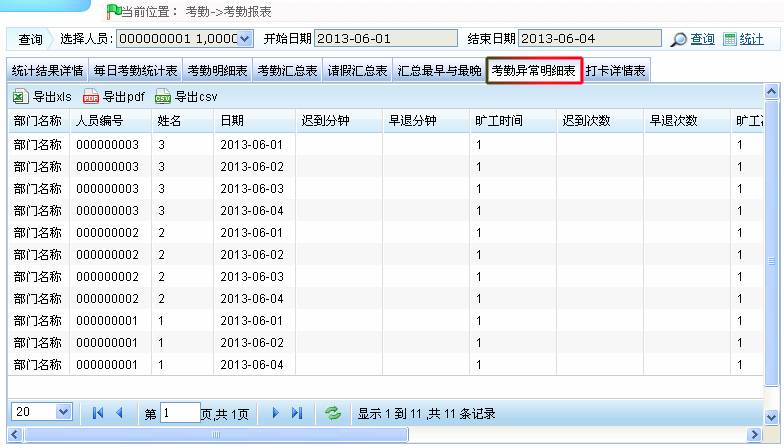 当前位置： 考勤->考勤报表
查询 选择人员: 000000001 1,0000 开始日期 2013-06-01 结束日期 2013-06-04 查询 统计
统计结果详情 每日考勤统计表 考勤明细表 考勤汇总表 请假汇总表 汇总最早与最晚 考勤异常明细表 打卡详情表
导出xls 导出pdf 导出csv
部门名称 人员编号 姓名 日期 迟到分钟 早退分钟 旷工时间 迟到次数 早退次数 旷工
部门名称 000000003 3 2013-06-01 1 1
部门名称 000000003 3 2013-06-02 1 1
部门名称 000000003 3 2013-06-03 1 1
部门名称 000000003 3 2013-06-04 1 1
部门名称 000000002 2 2013-06-01 1 1
部门名称 000000002 2 2013-06-02 1 1
部门名称 000000002 2 2013-06-03 1 1
部门名称 000000002 2 2013-06-04 1 1
部门名称 000000001 1 2013-06-01 1 1
部门名称 000000001 1 2013-06-02 1 1
部门名称 000000001 1 2013-06-04 1 1
20 第 1 页,共 1页 显示 1 到 11 ,共 11 条记录